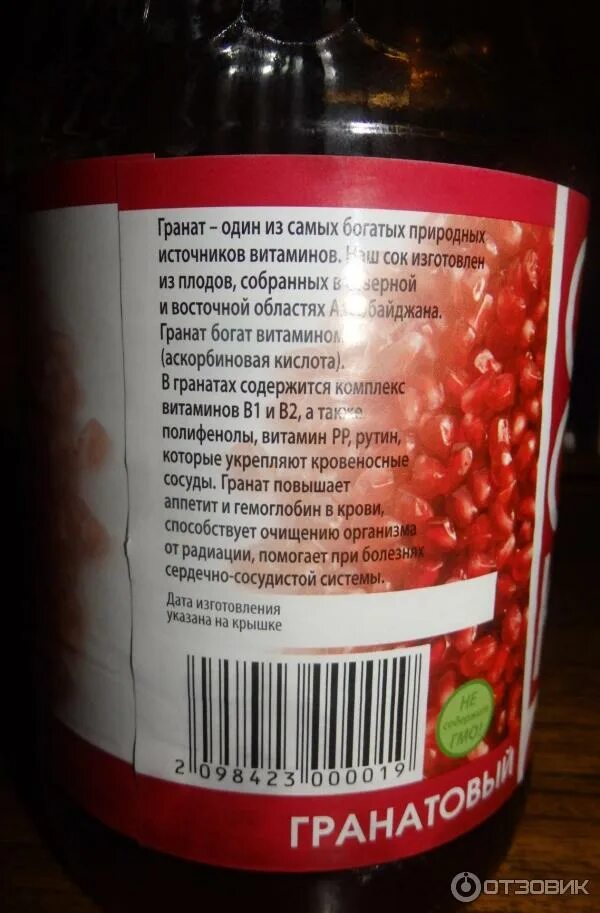 Гранат – один из самых богатых природных
источников витаминов. Наш сок изготовлен
из плодов, собранных в северной
и восточной областях Азербайджана.
Гранат богат витамином
(аскорбиновая кислота).
В гранатах содержится комплекс
витаминов В1 и В2, а также
полифенолы, витамин РР, рутин,
которые укрепляют кровеносные
сосуды. Гранат повышает
аппетит и гемоглобин в крови,
способствует очищению организма
от радиации, помогает при болезнях
сердечно-сосудистой системы.
Дата изготовления
указана на крышке
2 098423 000019
НЕ
содержит
ГМО!
ГРАНАТОВЫЙ
ОТЗОВИК